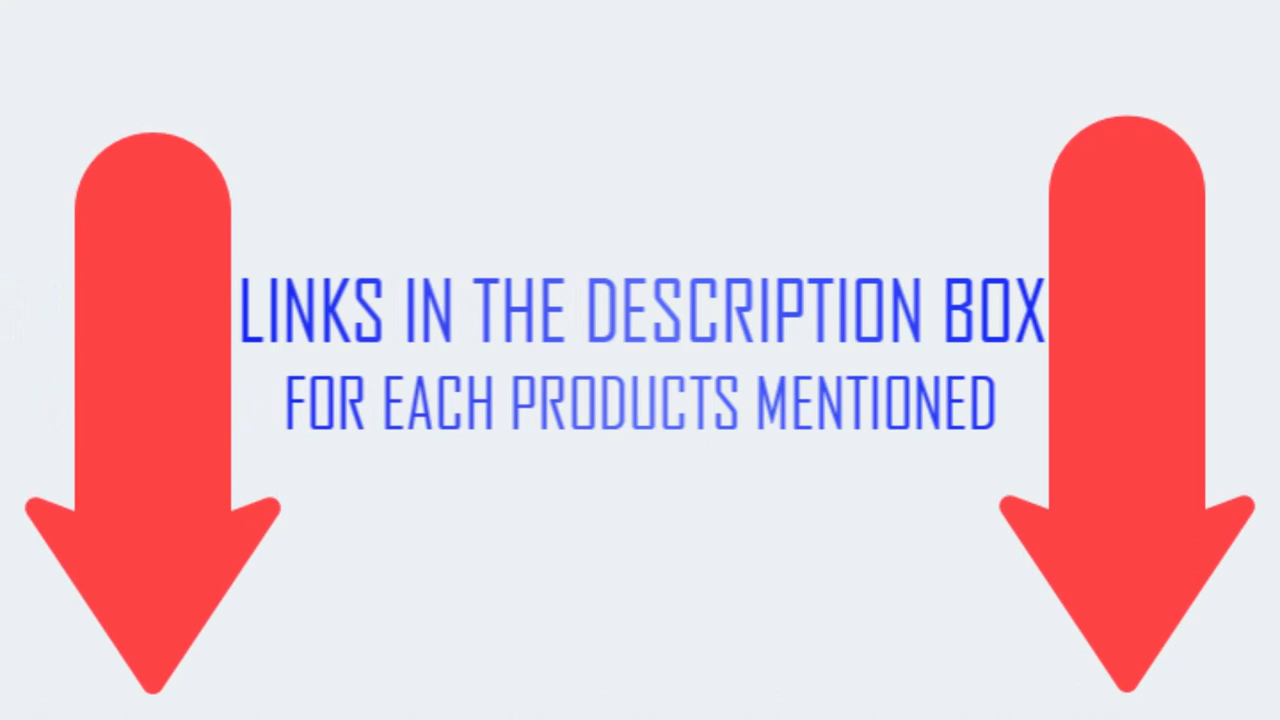 LINKS IN THE DESCRIPTION BOX
FOR EACH PRODUCTS MENTIONED